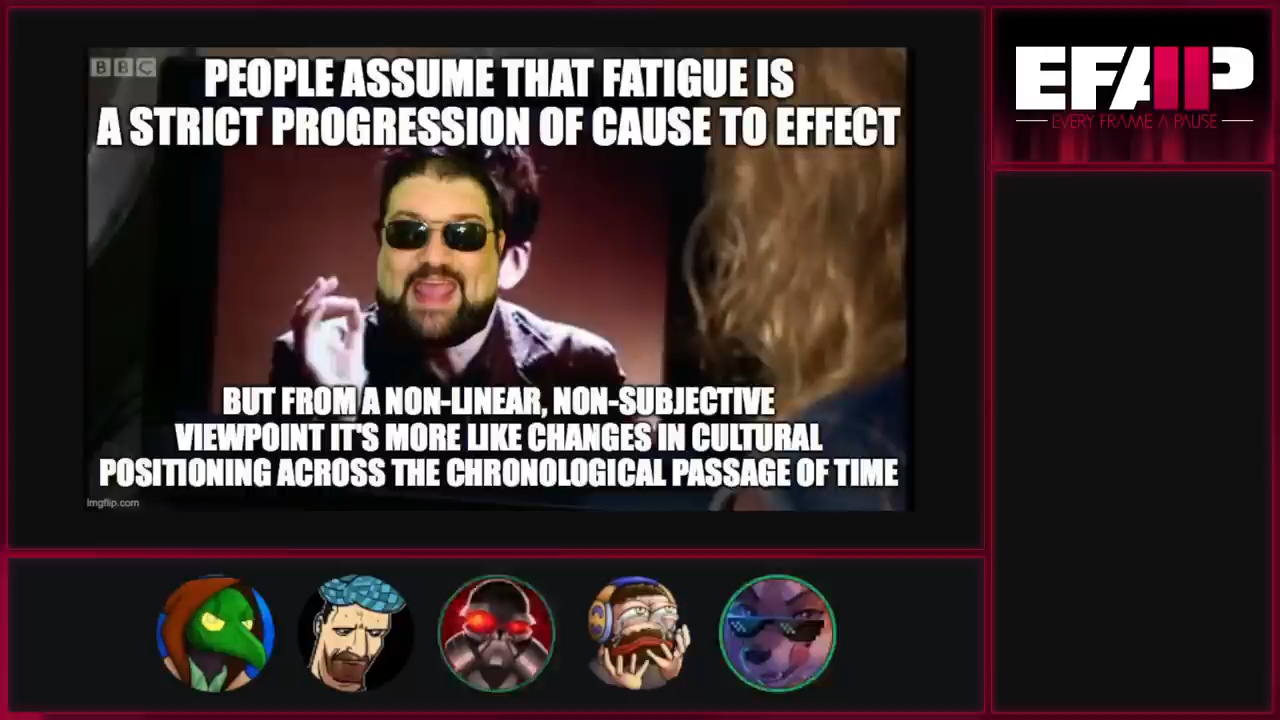 BBC
PEOPLE ASSUME THAT FATIGUE IS
A STRICT PROGRESSION OF CAUSE TO EFFECT
BUT FROM A NON-LINEAR, NON-SUBJECTIVE
VIEWPOINT IT'S MORE LIKE CHANGES IN CULTURAL
POSITIONING ACROSS THE CHRONOLOGICAL PASSAGE OF TIME
imgflip.com
EFAP
EVERY FRAME A PAUSE